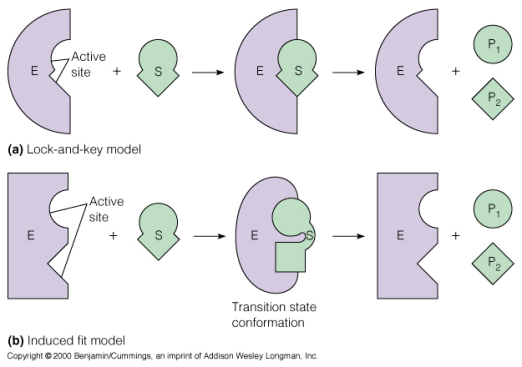 E
Active
site
+
S
E
S
E
+
P1
P2
(a) Lock-and-key model
E
Active
site
+
S
E
S
E
+
P1
P2
Transition state
conformation
(b) Induced fit model
Copyright © 2000 Benjamin/Cummings, an imprint of Addison Wesley Longman, Inc.